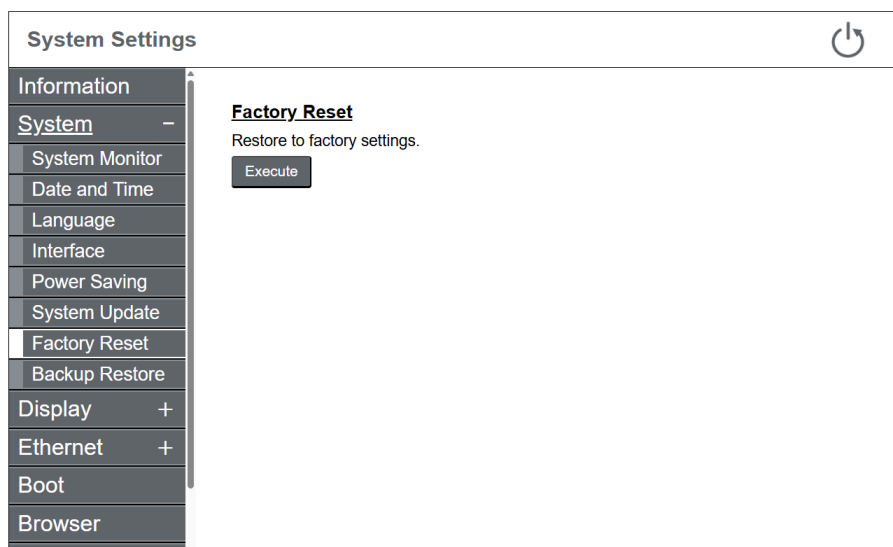 System Settings
Information
System −
System Monitor
Date and Time
Language
Interface
Power Saving
System Update
Factory Reset
Backup Restore
Display +
Ethernet +
Boot
Browser
Factory Reset
Restore to factory settings.
Execute